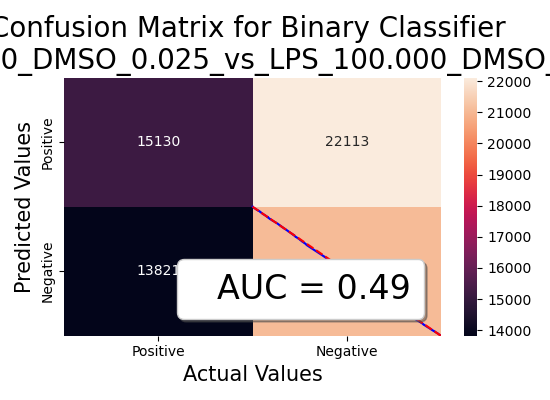 Confusion Matrix for Binary Classifier
0_DMSO_0.025_vs_LPS_100.000_DMSO_
Predicted Values
Positive
Negative
15130
22113
13821
AUC = 0.49
Positive
Negative
Actual Values
22000
21000
20000
19000
18000
17000
16000
15000
14000